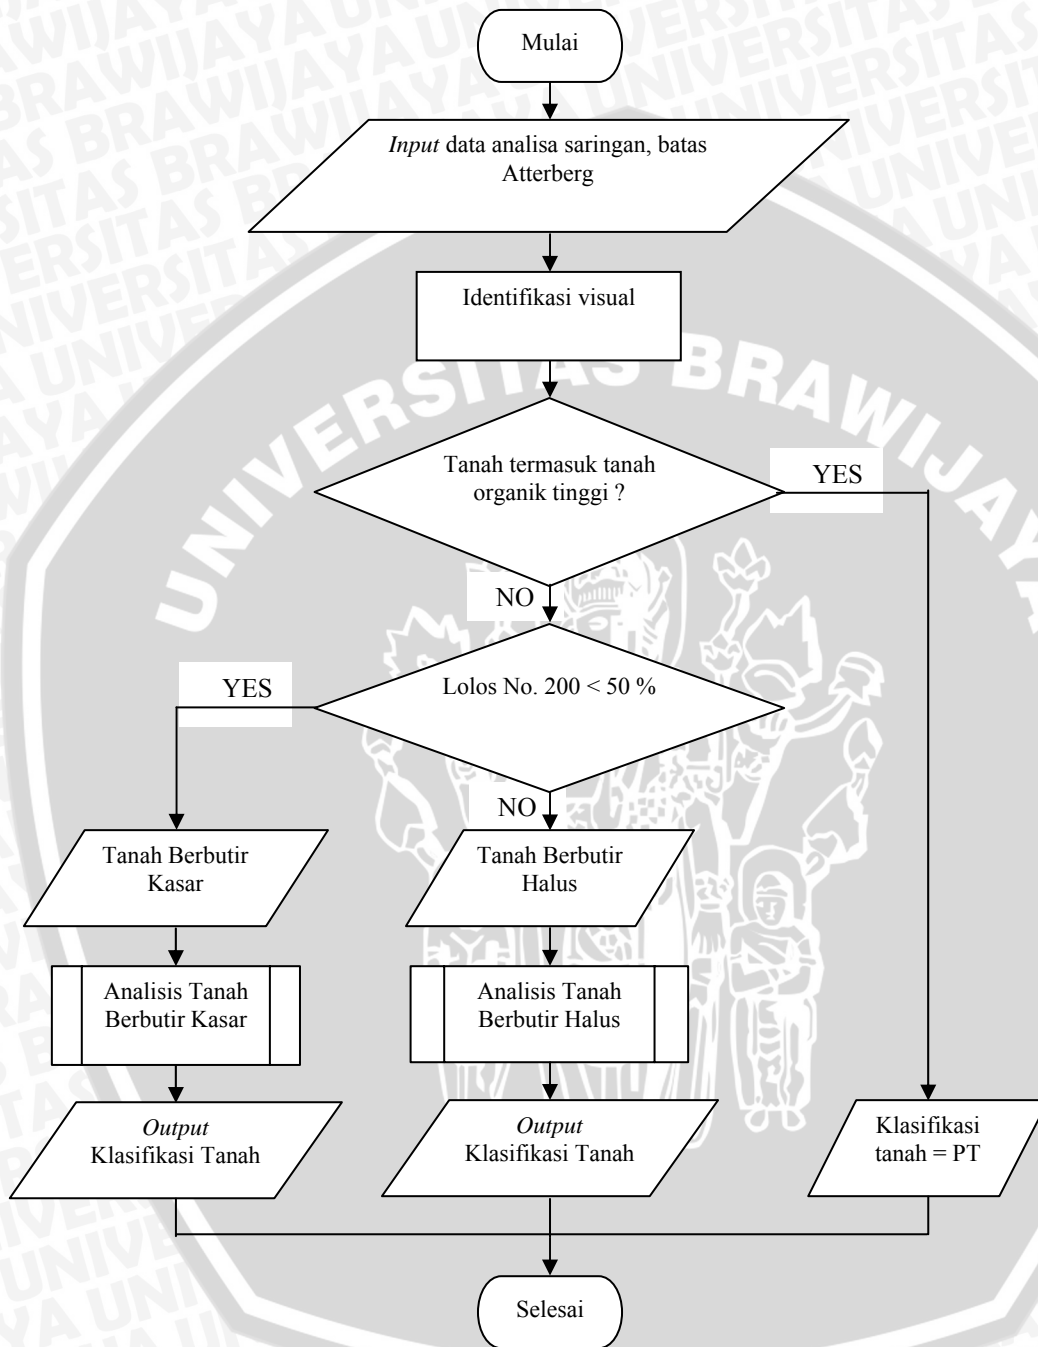 Mulai
Input data analisa saringan, batas
Atterberg
Identifikasi visual
UNIVERSITAS BRAWIJAYA
Tanah termasuk tanah
organik tinggi ?
YES
NO
Lolos No. 200 < 50 %
YES
NO
Tanah Berbutir
Kasar
Tanah Berbutir
Halus
Analisis Tanah
Berbutir Kasar
Analisis Tanah
Berbutir Halus
Output
Klasifikasi Tanah
Output
Klasifikasi Tanah
Klasifikasi
tanah = PT
Selesai